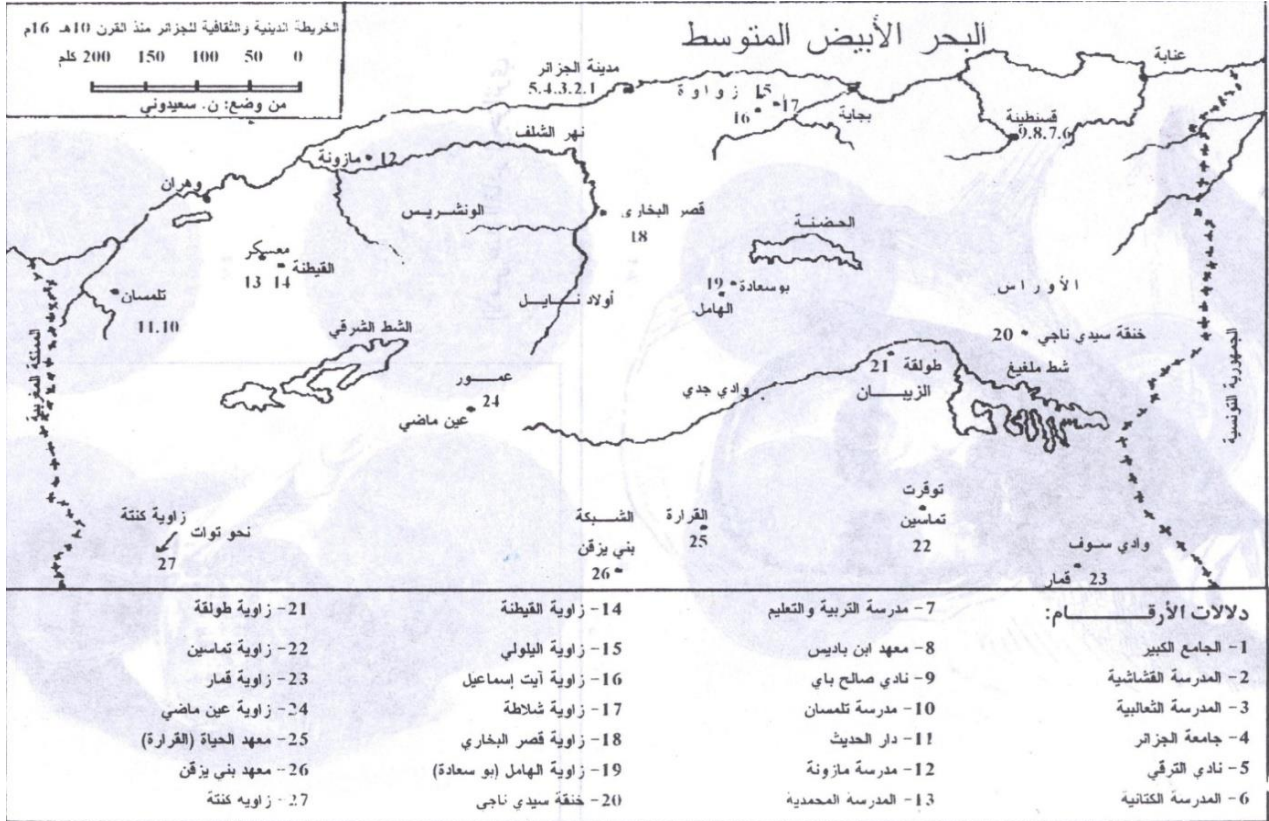 الخريطة الدينية والثقافية للجزائر منذ القرن 10هـ 16م
0 50 100 150 200 كلم
من وضع: ن. سعيدوني
البحر الأبيض المتوسط
عنابة
مدينة الجزائر
5.4.3.2.1
زواوة
15
16
17
بجاية
قسنطينة
9.8.7.6
نهر الشلف
مازونة
12
وهران
الونشريس
قصر البخاري
18
الحضنة
معسكر
13
القيطنة
14
تلمسان
11.10
أولاد نايل
بوسعادة
19
الهامل
الأوراس
خنقة سيدي ناجي
20
الشط الشرقي
طولقة
21
شط ملغيغ
الزيبان
وادي جدي
عمور
24
عين ماضي
المملكة المغربية
الجمهورية التونسية
توقرت
تماسين
22
القرارة
25
الشبكة
بني يزقن
26
زاوية كنتة
نحو توات
27
وادي سوف
قمار
23
دلالات الأرقام:
1- الجامع الكبير
2- المدرسة القشاشية
3- المدرسة الثعالبية
4- جامعة الجزائر
5- نادي الترقي
6- المدرسة الكتانية
7- مدرسة التربية والتعليم
8- معهد ابن باديس
9- نادي صالح باي
10- مدرسة تلمسان
11- دار الحديث
12- مدرسة مازونة
13- المدرسة المحمدية
14- زاوية القيطنة
15- زاوية اليلولي
16- زاوية آيت إسماعيل
17- زاوية شلاطة
18- زاوية قصر البخاري
19- زاوية الهامل (بو سعادة)
20- خنقة سيدي ناجي
21- زاوية طولقة
22- زاوية تماسين
23- زاوية قمار
24- زاوية عين ماضي
25- معهد الحياة (القرارة)
26- معهد بني يزقن
27- زاويه كنتة